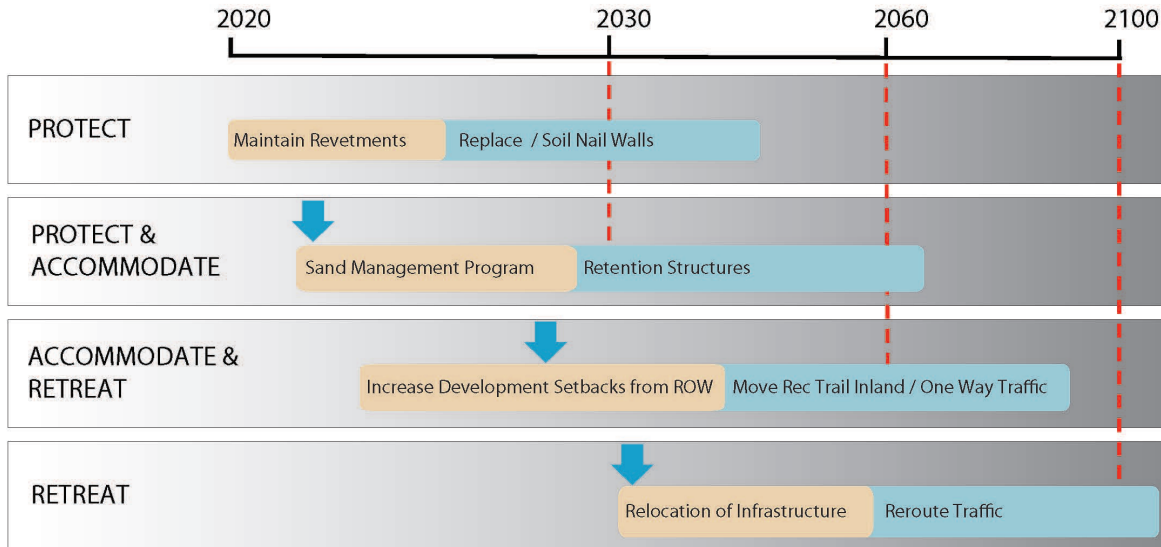 2020 2030 2060 2100
PROTECT
Maintain Revetments
Replace / Soil Nail Walls
PROTECT &
ACCOMMODATE
Sand Management Program
Retention Structures
ACCOMMODATE &
RETREAT
Increase Development Setbacks from ROW
Move Rec Trail Inland / One Way Traffic
RETREAT
Relocation of Infrastructure
Reroute Traffic